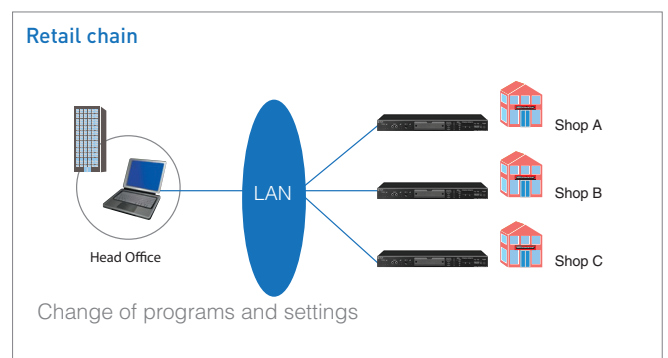 Retail chain
LAN
Shop A
Shop B
Shop C
Head Office
Change of programs and settings